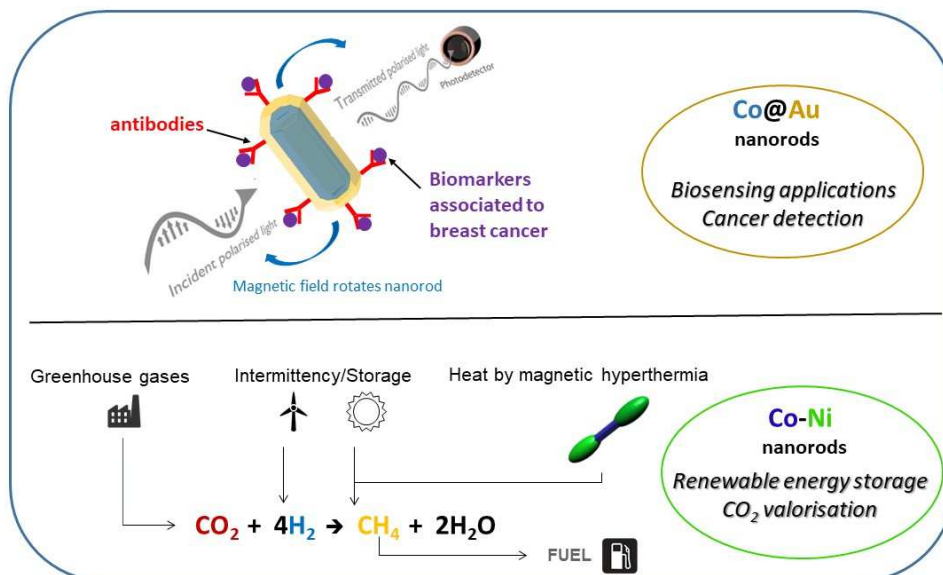 Transmitted polarised light
Photodetector
Co@Au
nanorods
antibodies
Biosensing applications
Cancer detection
Biomarkers
associated to
breast cancer
Incident polarised light
Magnetic field rotates nanorod
Greenhouse gases
Intermittency/Storage
Heat by magnetic hyperthermia
Co-Ni
nanorods
Renewable energy storage
CO₂ valorisation
CO₂ + 4H₂ → CH₄ + 2H₂O
FUEL